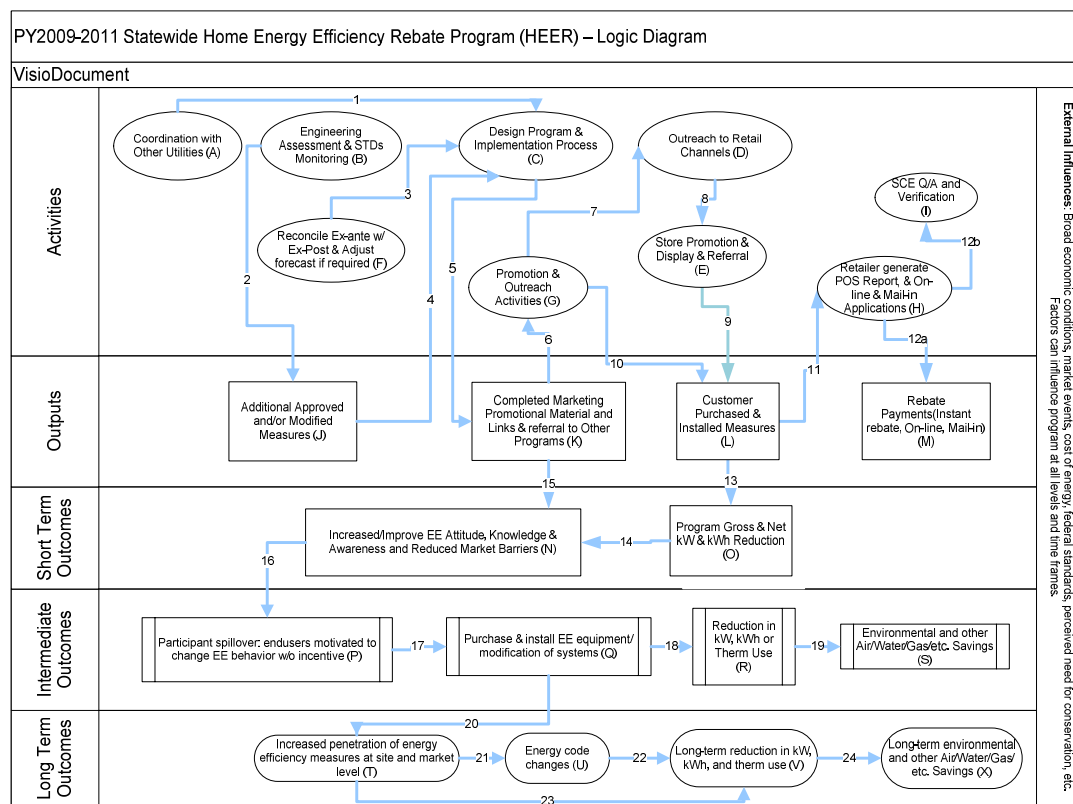 PY2009-2011 Statewide Home Energy Efficiency Rebate Program (HEER) – Logic Diagram
VisioDocument
Activities
1
Coordination with
Other Utilities (A)
Engineering
Assessment & STDs
Monitoring (B)
Design Program &
Implementation Process
(C)
Outreach to Retail
Channels (D)
SCE Q/A and
Verification
(I)
3
7
8
Reconcile Ex-ante w/
Ex-Post & Adjust
forecast if required (F)
Store Promotion &
Display & Referral
(E)
12b
2
4
5
Promotion &
Outreach
Activities (G)
Retailer generate
POS Report, & On-
line & Mail-in
Applications (H)
9
6
12a
Outputs
10
11
Additional Approved
and/or Modified
Measures (J)
Completed Marketing
Promotional Material and
Links & referral to Other
Programs (K)
Customer
Purchased &
Installed Measures
(L)
Rebate
Payments(Instant
rebate, On-line, Mail-in)
(M)
15
13
Short Term
Outcomes
Increased/Improve EE Attitude, Knowledge &
Awareness and Reduced Market Barriers (N)
14
Program Gross & Net
kW & kWh Reduction
(O)
16
Intermediate
Outcomes
Participant spillover: endusers motivated to
change EE behavior w/o incentive (P)
17
Purchase & install EE equipment/
modification of systems (Q)
18
Reduction in
kW, kWh or
Therm Use
(R)
19
Environmental and other
Air/Water/Gas/etc. Savings
(S)
20
Long Term
Outcomes
Increased penetration of energy
efficiency measures at site and market
level (T)
21
Energy code
changes (U)
22
Long-term reduction in kW,
kWh, and therm use (V)
24
Long-term environmental
and other Air/Water/Gas/
etc. Savings (X)
23
External Influences: Broad economic conditions, market events, cost of energy, federal standards, perceived need for conservation, etc.
Factors can influence program at all levels and time frames.